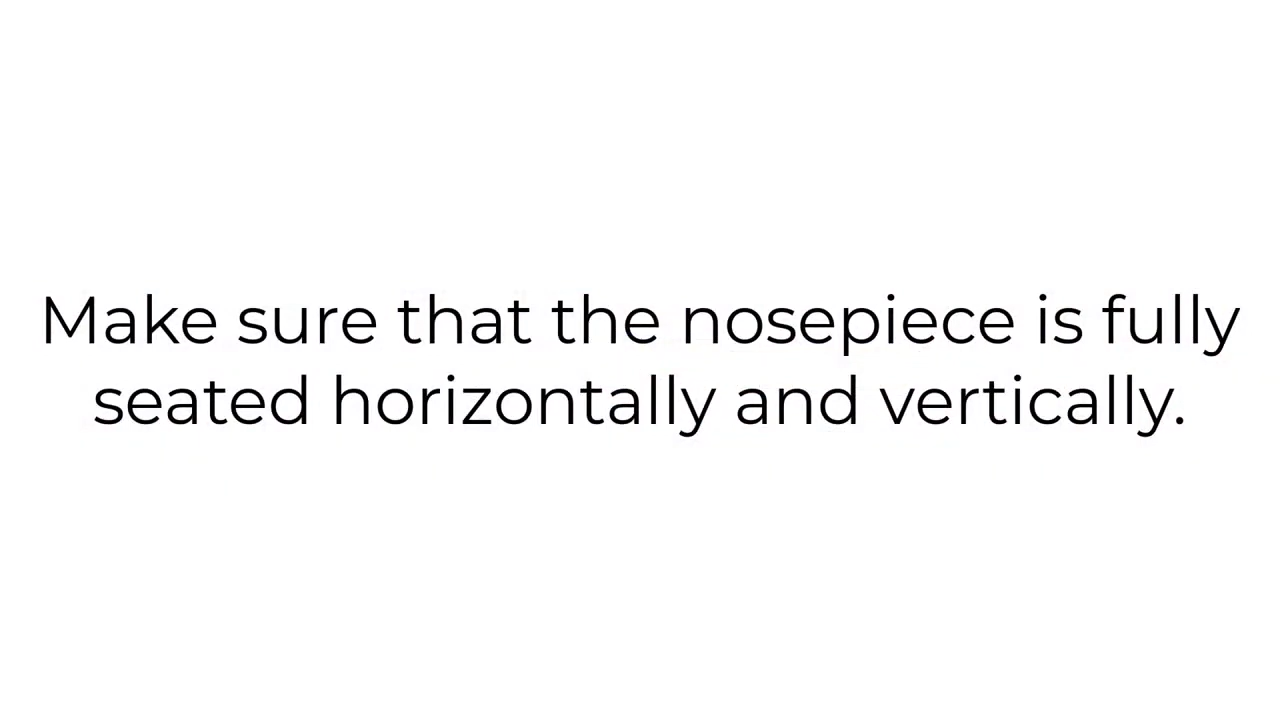 Make sure that the nosepiece is fully
seated horizontally and vertically.